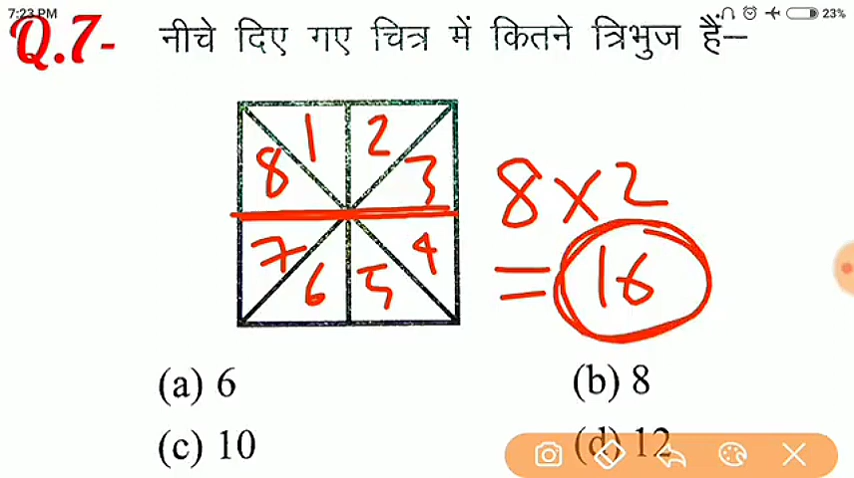 7:23 PM 23%
Q.7- नीचे दिए गए चित्र में कितने त्रिभुज हैं–
1 2
8 3
7 4
6 5
8 × 2
= 16
(a) 6 (b) 8
(c) 10 (d) 12